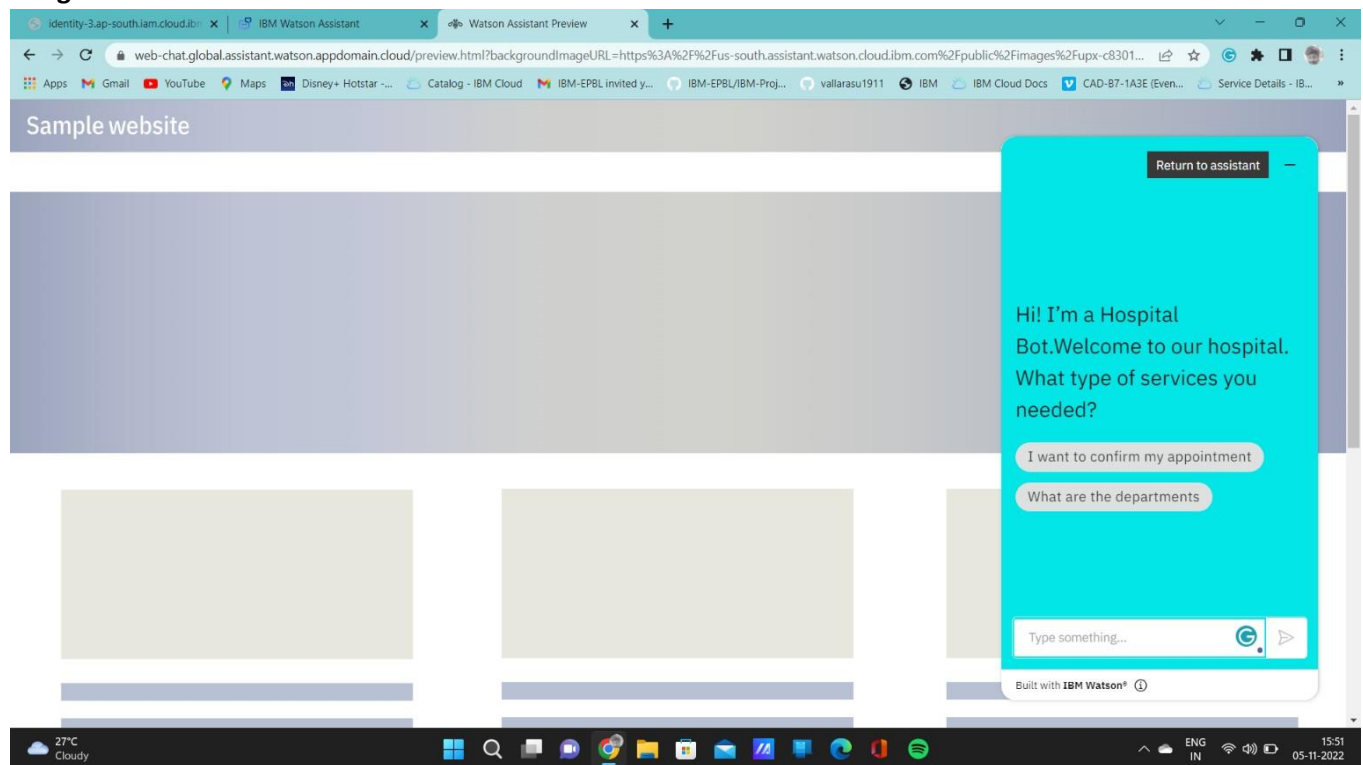 identity-3.ap-south.iam.cloud.ibm
IBM Watson Assistant
Watson Assistant Preview
web-chat.global.assistant.watson.appdomain.cloud/preview.html?backgroundImageURL=https%3A%2F%2Fus-south.assistant.watson.cloud.ibm.com%2Fpublic%2Fimages%2Fupx-c8301...
Apps Gmail YouTube Maps Disney+ Hotstar -... Catalog - IBM Cloud IBM-EPBL invited y... IBM-EPBL/IBM-Proj... vallarasu1911 IBM IBM Cloud Docs CAD-B7-1A3E (Even... Service Details - IB... »
Sample website
Return to assistant
Hi! I'm a Hospital
Bot.Welcome to our hospital.
What type of services you
needed?
I want to confirm my appointment
What are the departments
Type something...
Built with IBM Watson®
27°C
Cloudy
ENG
IN
15:51
05-11-2022